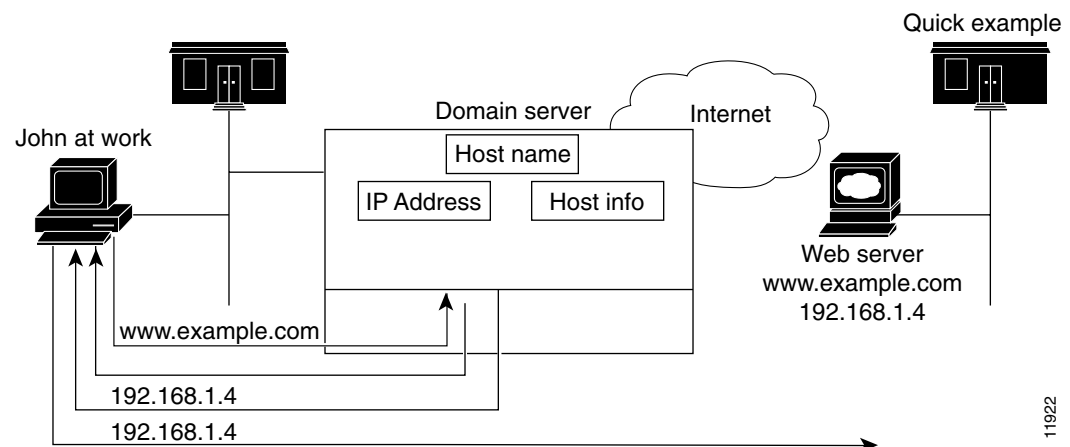 Quick example
Domain server
Internet
John at work
Host name
IP Address
Host info
Web server
www.example.com
192.168.1.4
www.example.com
192.168.1.4
192.168.1.4
11922